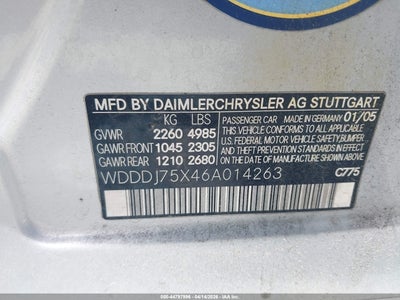 MFD BY DAIMLERCHRYSLER AG STUTTGART
KG LBS PASSENGER CAR MADE IN GERMANY 01/05
GVWR 2260 4985 THIS VEHICLE CONFORMS TO ALL
GAWR FRONT 1045 2305 FEDERAL MOTOR VEHICLE SAFETY, BUMPER
GAWR REAR 1210 2680 AND THEFT PREVENTION STANDARDS IN EFFECT
ON THE DATE OF MANUFACTURE SHOWN ABOVE
WDDDJ75X46A014263 C775